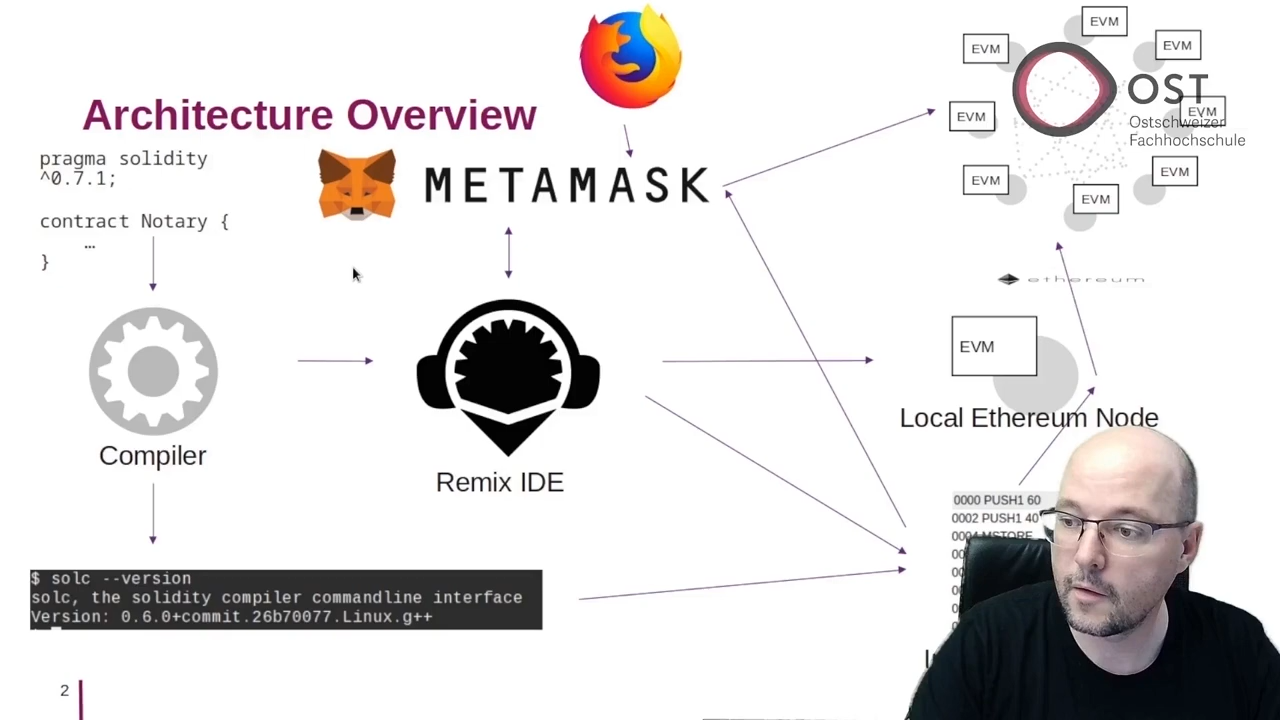 Architecture Overview
pragma solidity
^0.7.1;
contract Notary {
…
}
METAMASK
Compiler
Remix IDE
$ solc --version
solc, the solidity compiler commandline interface
Version: 0.6.0+commit.26b70077.Linux.g++
EVM
EVM
EVM
EVM
EVM
EVM
EVM
EVM
OST
Ostschweizer
Fachhochschule
ethereum
EVM
Local Ethereum Node
0000 PUSH1 60
0002 PUSH1 40
0004 MSTORE
2